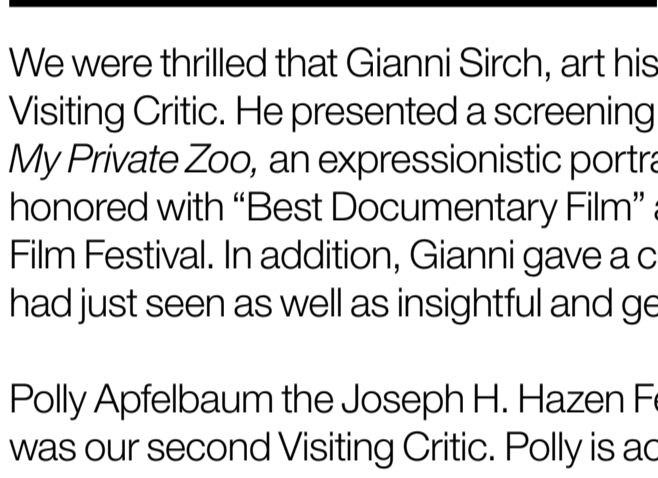 We were thrilled that Gianni Sirch, art his
Visiting Critic. He presented a screening
My Private Zoo, an expressionistic portra
honored with “Best Documentary Film” a
Film Festival. In addition, Gianni gave a c
had just seen as well as insightful and ge
Polly Apfelbaum the Joseph H. Hazen Fe
was our second Visiting Critic. Polly is ac